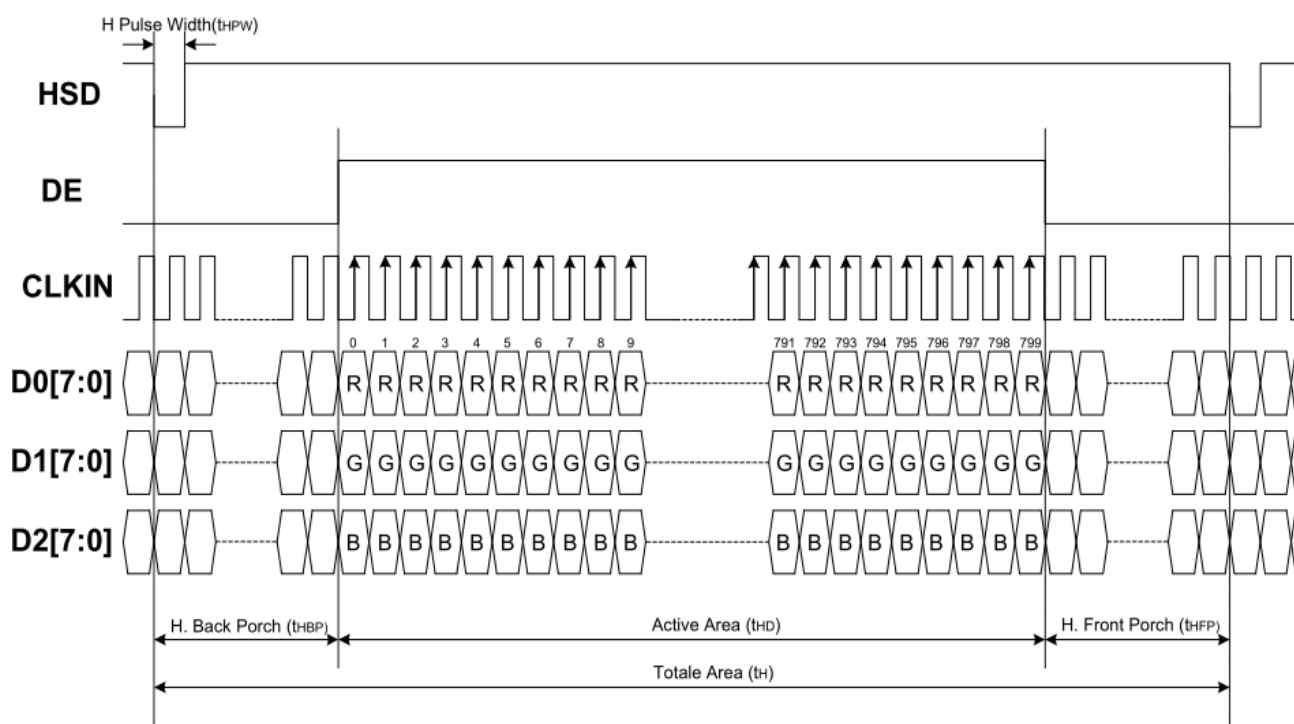 H Pulse Width(tHPW)
HSD
DE
CLKIN
0 1 2 3 4 5 6 7 8 9 791 792 793 794 795 796 797 798 799
D0[7:0] R R R R R R R R R R R R R R R R R R R
D1[7:0] G G G G G G G G G G G G G G G G G G G
D2[7:0] B B B B B B B B B B B B B B B B B B B
H. Back Porch (tHBP) Active Area (tHD) H. Front Porch (tHFP)
Totale Area (tH)